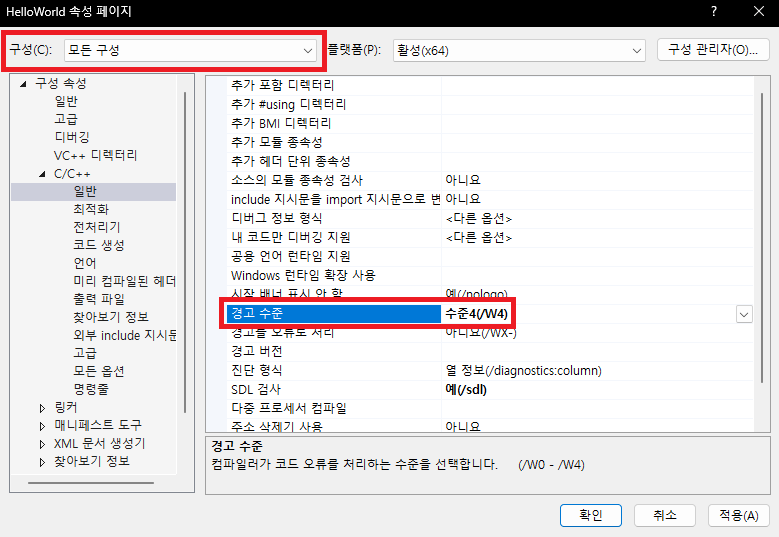 HelloWorld 속성 페이지
구성(C): 모든 구성 플랫폼(P): 활성(x64) 구성 관리자(O)...
구성 속성
일반
고급
디버깅
VC++ 디렉터리
C/C++
일반
최적화
전처리기
코드 생성
언어
미리 컴파일된 헤더
출력 파일
찾아보기 정보
외부 include 지시문
고급
모든 옵션
명령줄
링커
매니페스트 도구
XML 문서 생성기
찾아보기 정보
추가 포함 디렉터리
추가 #using 디렉터리
추가 BMI 디렉터리
추가 모듈 종속성
추가 헤더 단위 종속성
소스의 모듈 종속성 검사 아니요
include 지시문을 import 지시문으로 변 아니요
디버그 정보 형식 <다른 옵션>
내 코드만 디버깅 지원 <다른 옵션>
공용 언어 런타임 지원
Windows 런타임 확장 사용
시작 배너 표시 안 함 예(/nologo)
경고 수준 수준4(/W4)
경고를 오류로 처리 아니요(/WX-)
경고 버전
진단 형식 열 정보(/diagnostics:column)
SDL 검사 예(/sdl)
다중 프로세서 컴파일
주소 삭제기 사용 아니요
경고 수준
컴파일러가 코드 오류를 처리하는 수준을 선택합니다. (/W0 - /W4)
확인 취소 적용(A)